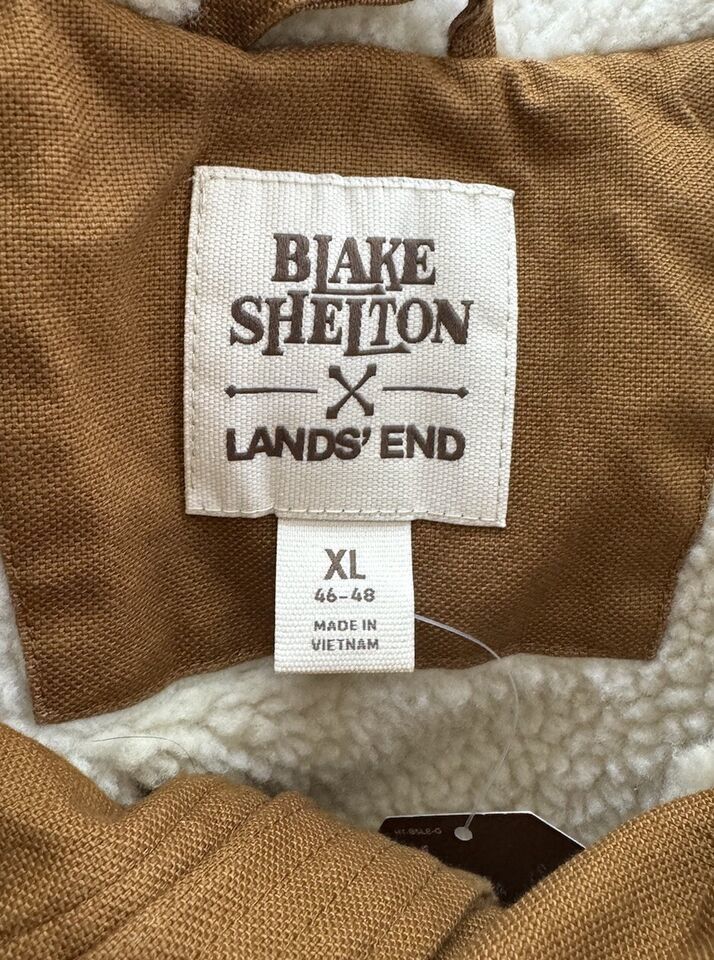 BLAKE
SHELTON
LANDS' END
XL
46-48
MADE IN
VIETNAM